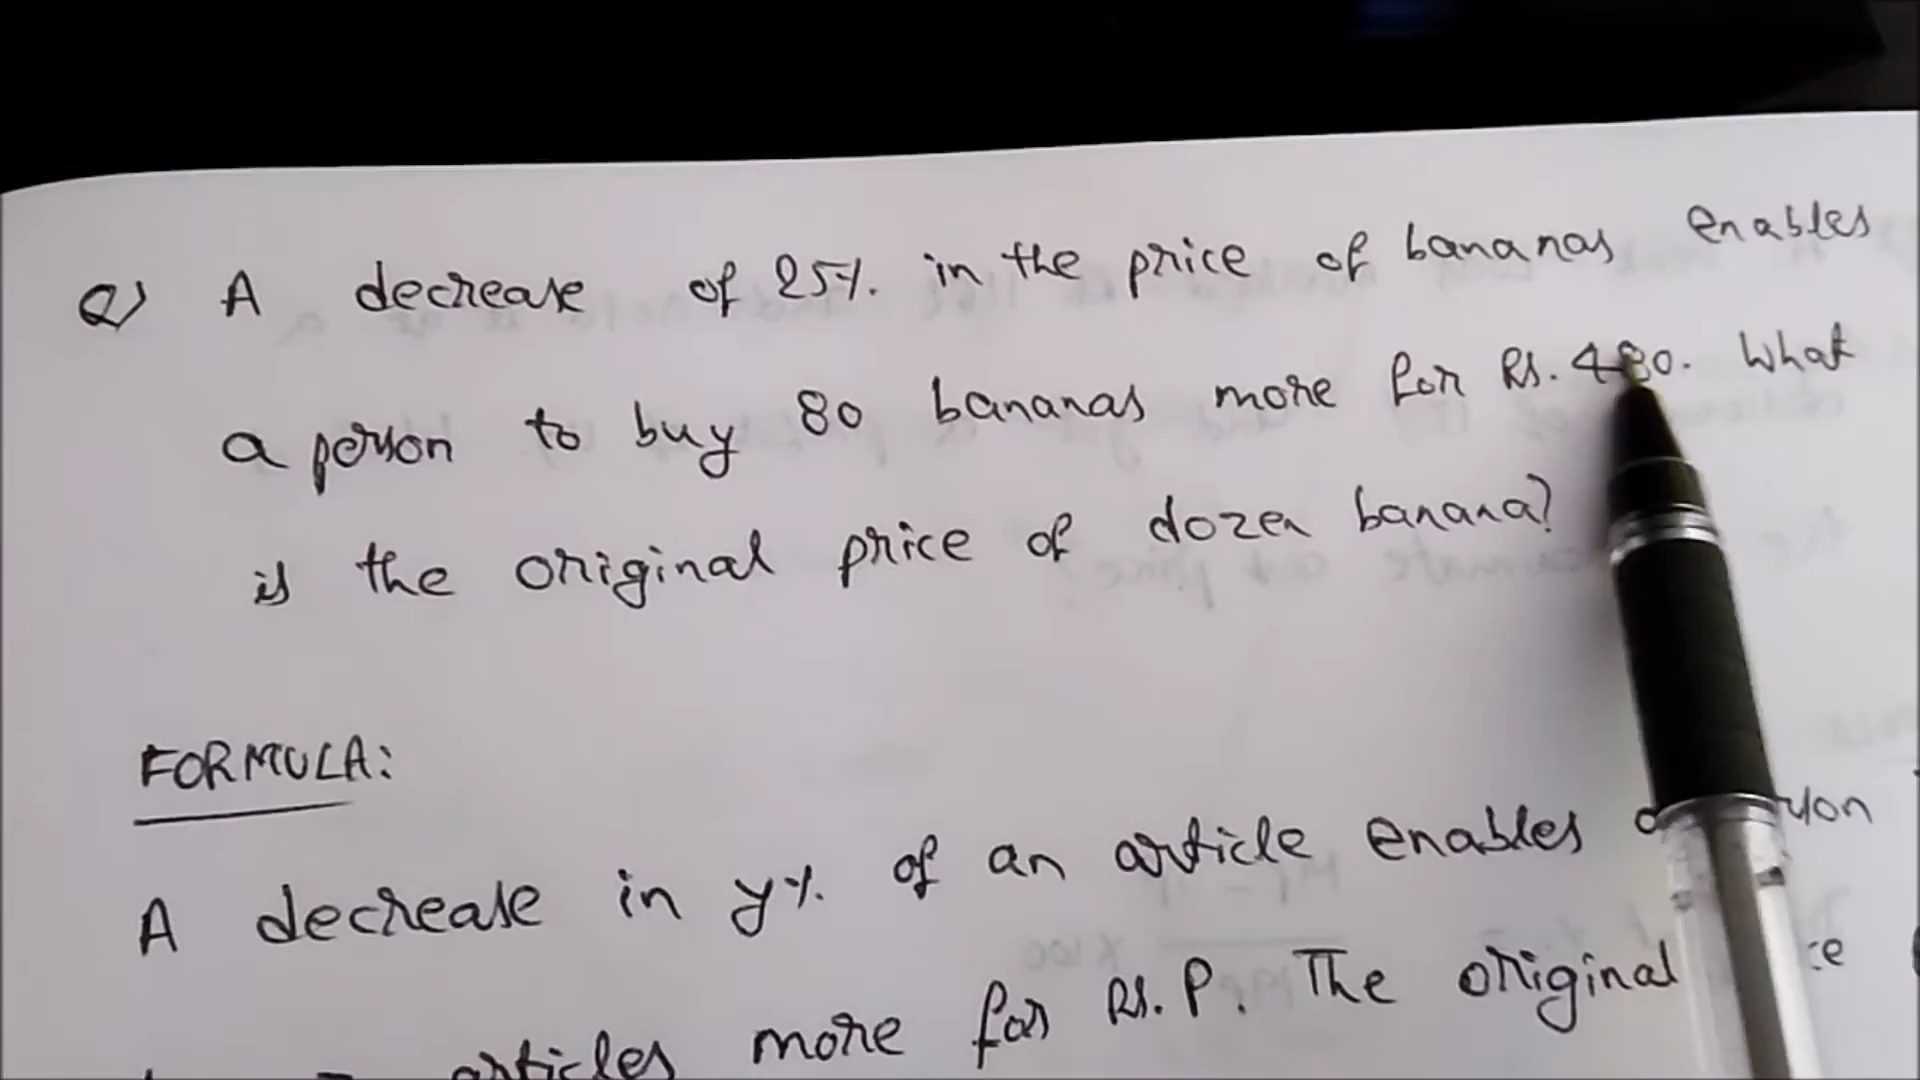 Q) A decrease of 25%. in the price of bananas enables
a person to buy 80 bananas more for Rs. 480. What
is the original price of dozen banana?
FORMULA:
A decrease in y%. of an article enables
articles more for Rs. P. The original